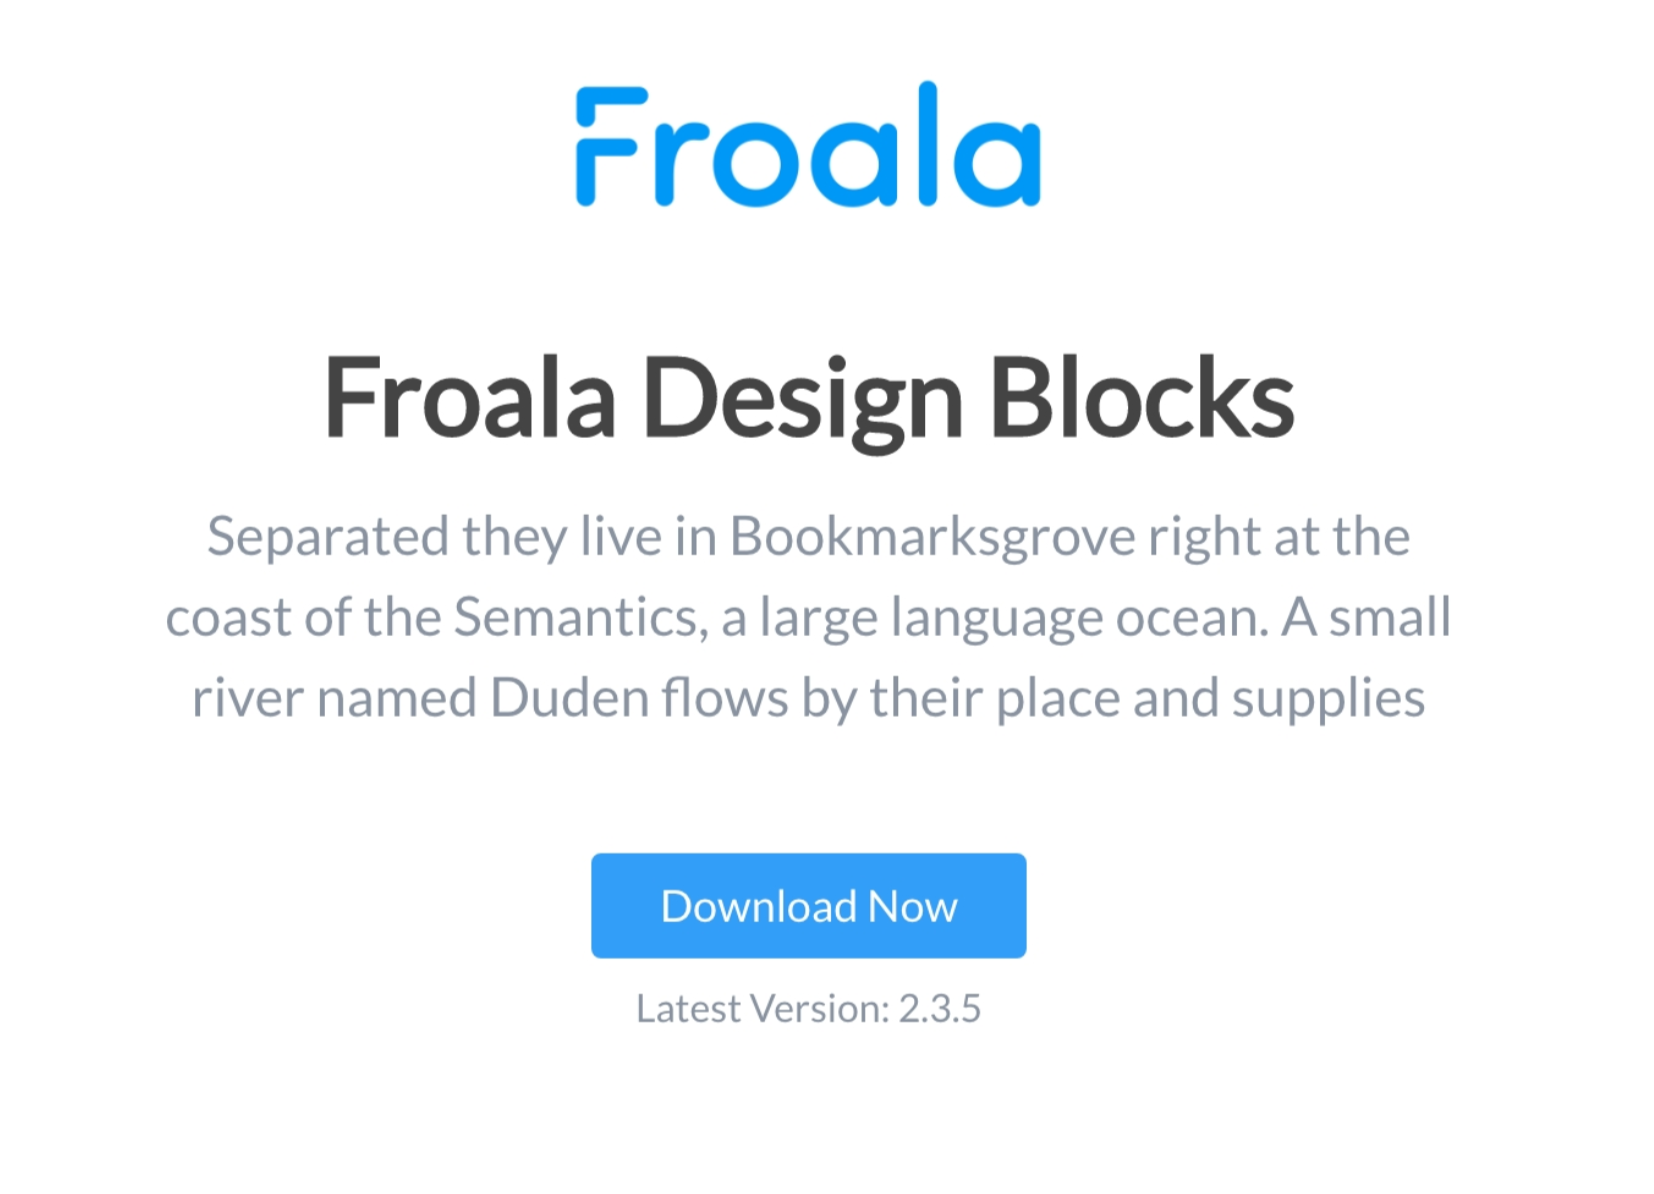 Froala
Froala Design Blocks
Separated they live in Bookmarksgrove right at the
coast of the Semantics, a large language ocean. A small
river named Duden flows by their place and supplies
Download Now
Latest Version: 2.3.5